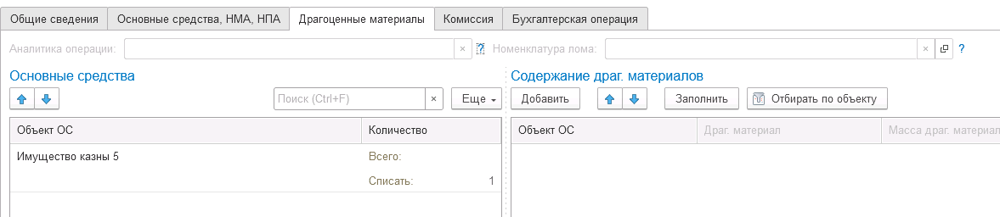 Общие сведения Основные средства, НМА, НПА Драгоценные материалы Комиссия Бухгалтерская операция
Аналитика операции: × ? Номенклатура лома: × ?
Основные средства Содержание драг. материалов
Поиск (Ctrl+F) × Еще Добавить Заполнить Отбирать по объекту
Объект ОС Количество Объект ОС Драг. материал Масса драг. материал
Имущество казны 5 Всего:
Списать: 1